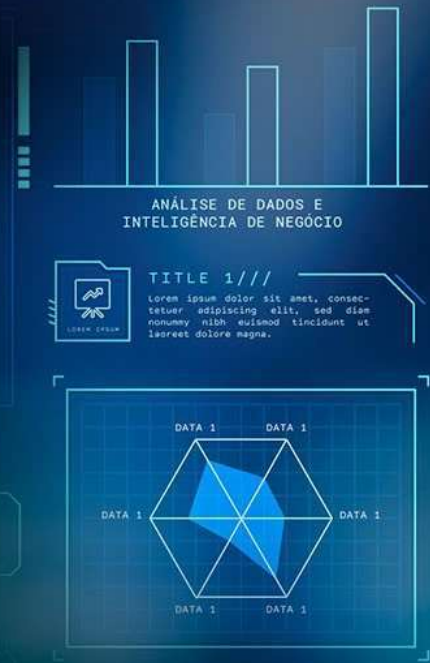 ANÁLISE DE DADOS E
INTELIGÊNCIA DE NEGÓCIO
TITLE 1///
Lorem ipsum dolor sit amet, consec-
tetuer adipiscing elit, sed diam
nonummy nibh euismod tincidunt ut
laoreet dolore magna.
LOREM IPSUM
DATA 1 DATA 1
DATA 1 DATA 1
DATA 1 DATA 1